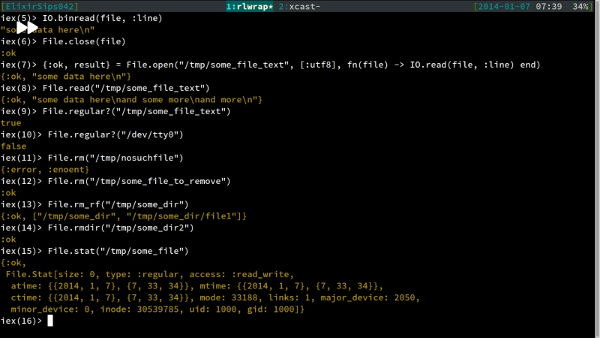 [ElixirSips042] 1:rlwrap* 2:xcast- [2014-01-07 07:39 34%]
iex(5)> IO.binread(file, :line)
"some data here\n"
iex(6)> File.close(file)
:ok
iex(7)> {:ok, result} = File.open("/tmp/some_file_text", [:utf8], fn(file) -> IO.read(file, :line) end)
{:ok, "some data here\n"}
iex(8)> File.read("/tmp/some_file_text")
{:ok, "some data here\nand some more\nand more\n"}
iex(9)> File.regular?("/tmp/some_file_text")
true
iex(10)> File.regular?("/dev/tty0")
false
iex(11)> File.rm("/tmp/nosuchfile")
{:error, :enoent}
iex(12)> File.rm("/tmp/some_file_to_remove")
:ok
iex(13)> File.rm_rf("/tmp/some_dir")
{:ok, ["/tmp/some_dir", "/tmp/some_dir/file1"]}
iex(14)> File.rmdir("/tmp/some_dir2")
:ok
iex(15)> File.stat("/tmp/some_file")
{:ok,
File.Stat[size: 0, type: :regular, access: :read_write,
atime: {{2014, 1, 7}, {7, 33, 34}}, mtime: {{2014, 1, 7}, {7, 33, 34}},
ctime: {{2014, 1, 7}, {7, 33, 34}}, mode: 33188, links: 1, major_device: 2050,
minor_device: 0, inode: 30539785, uid: 1000, gid: 1000]}
iex(16)>